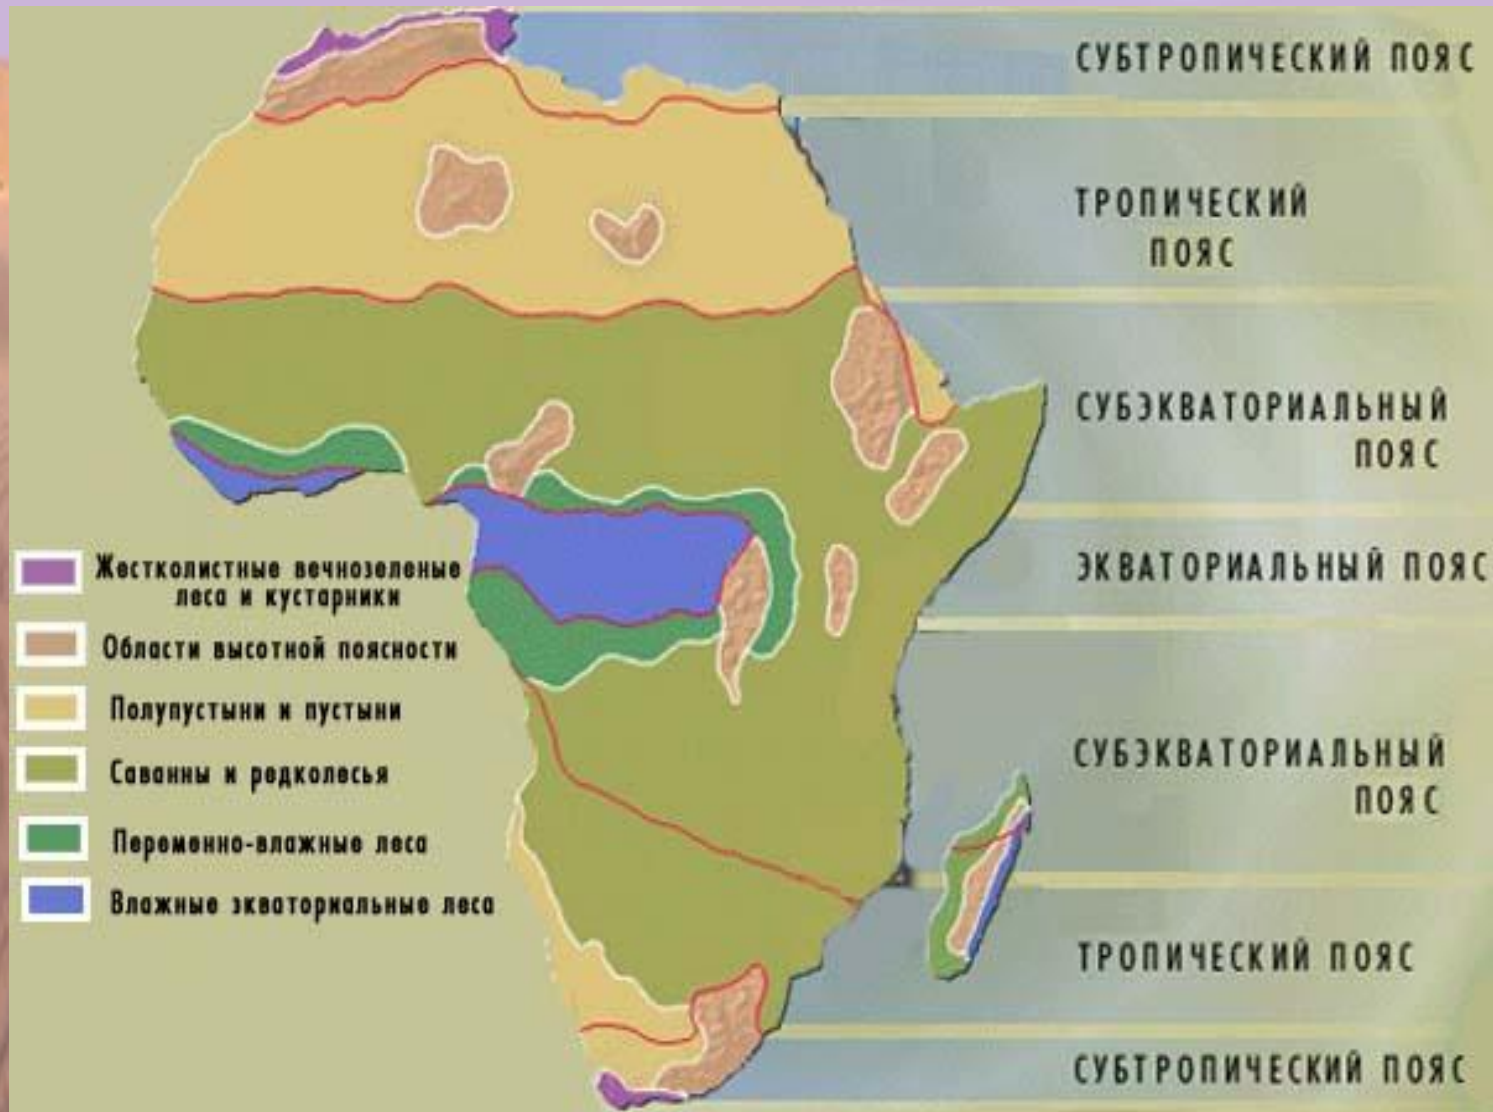 СУБТРОПИЧЕСКИЙ ПОЯС
ТРОПИЧЕСКИЙ
ПОЯС
СУБЭКВАТОРИАЛЬНЫЙ
ПОЯС
ЭКВАТОРИАЛЬНЫЙ ПОЯС
СУБЭКВАТОРИАЛЬНЫЙ
ПОЯС
ТРОПИЧЕСКИЙ ПОЯС
СУБТРОПИЧЕСКИЙ ПОЯС
Жестколистные вечнозеленые
леса и кустарники
Области высотной поясности
Полупустыни и пустыни
Саванны и редколесья
Переменно-влажные леса
Влажные экваториальные леса